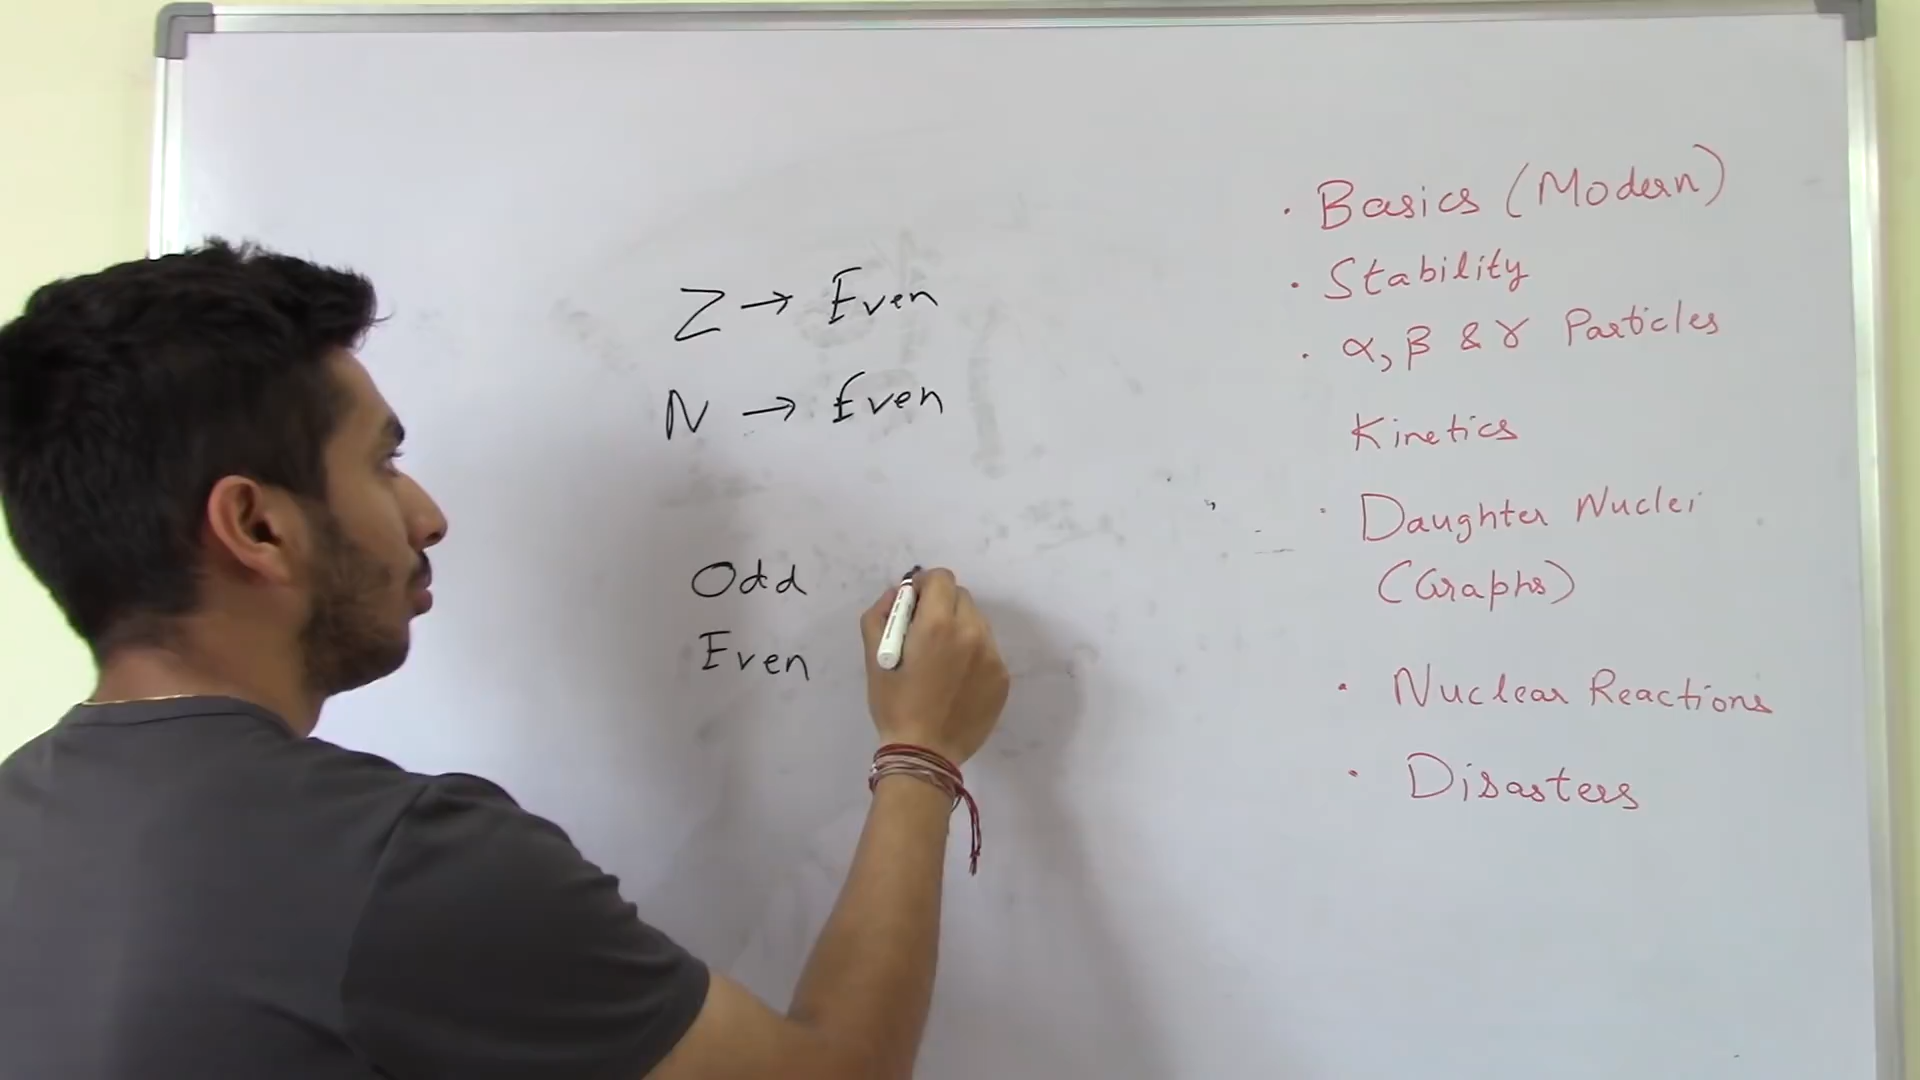 Z → Even
N → Even
Odd
Even
· Basics (Modern)
· Stability
· α, β & γ Particles
Kinetics
· Daughter Nuclei
(Graphs)
· Nuclear Reactions
· Disasters